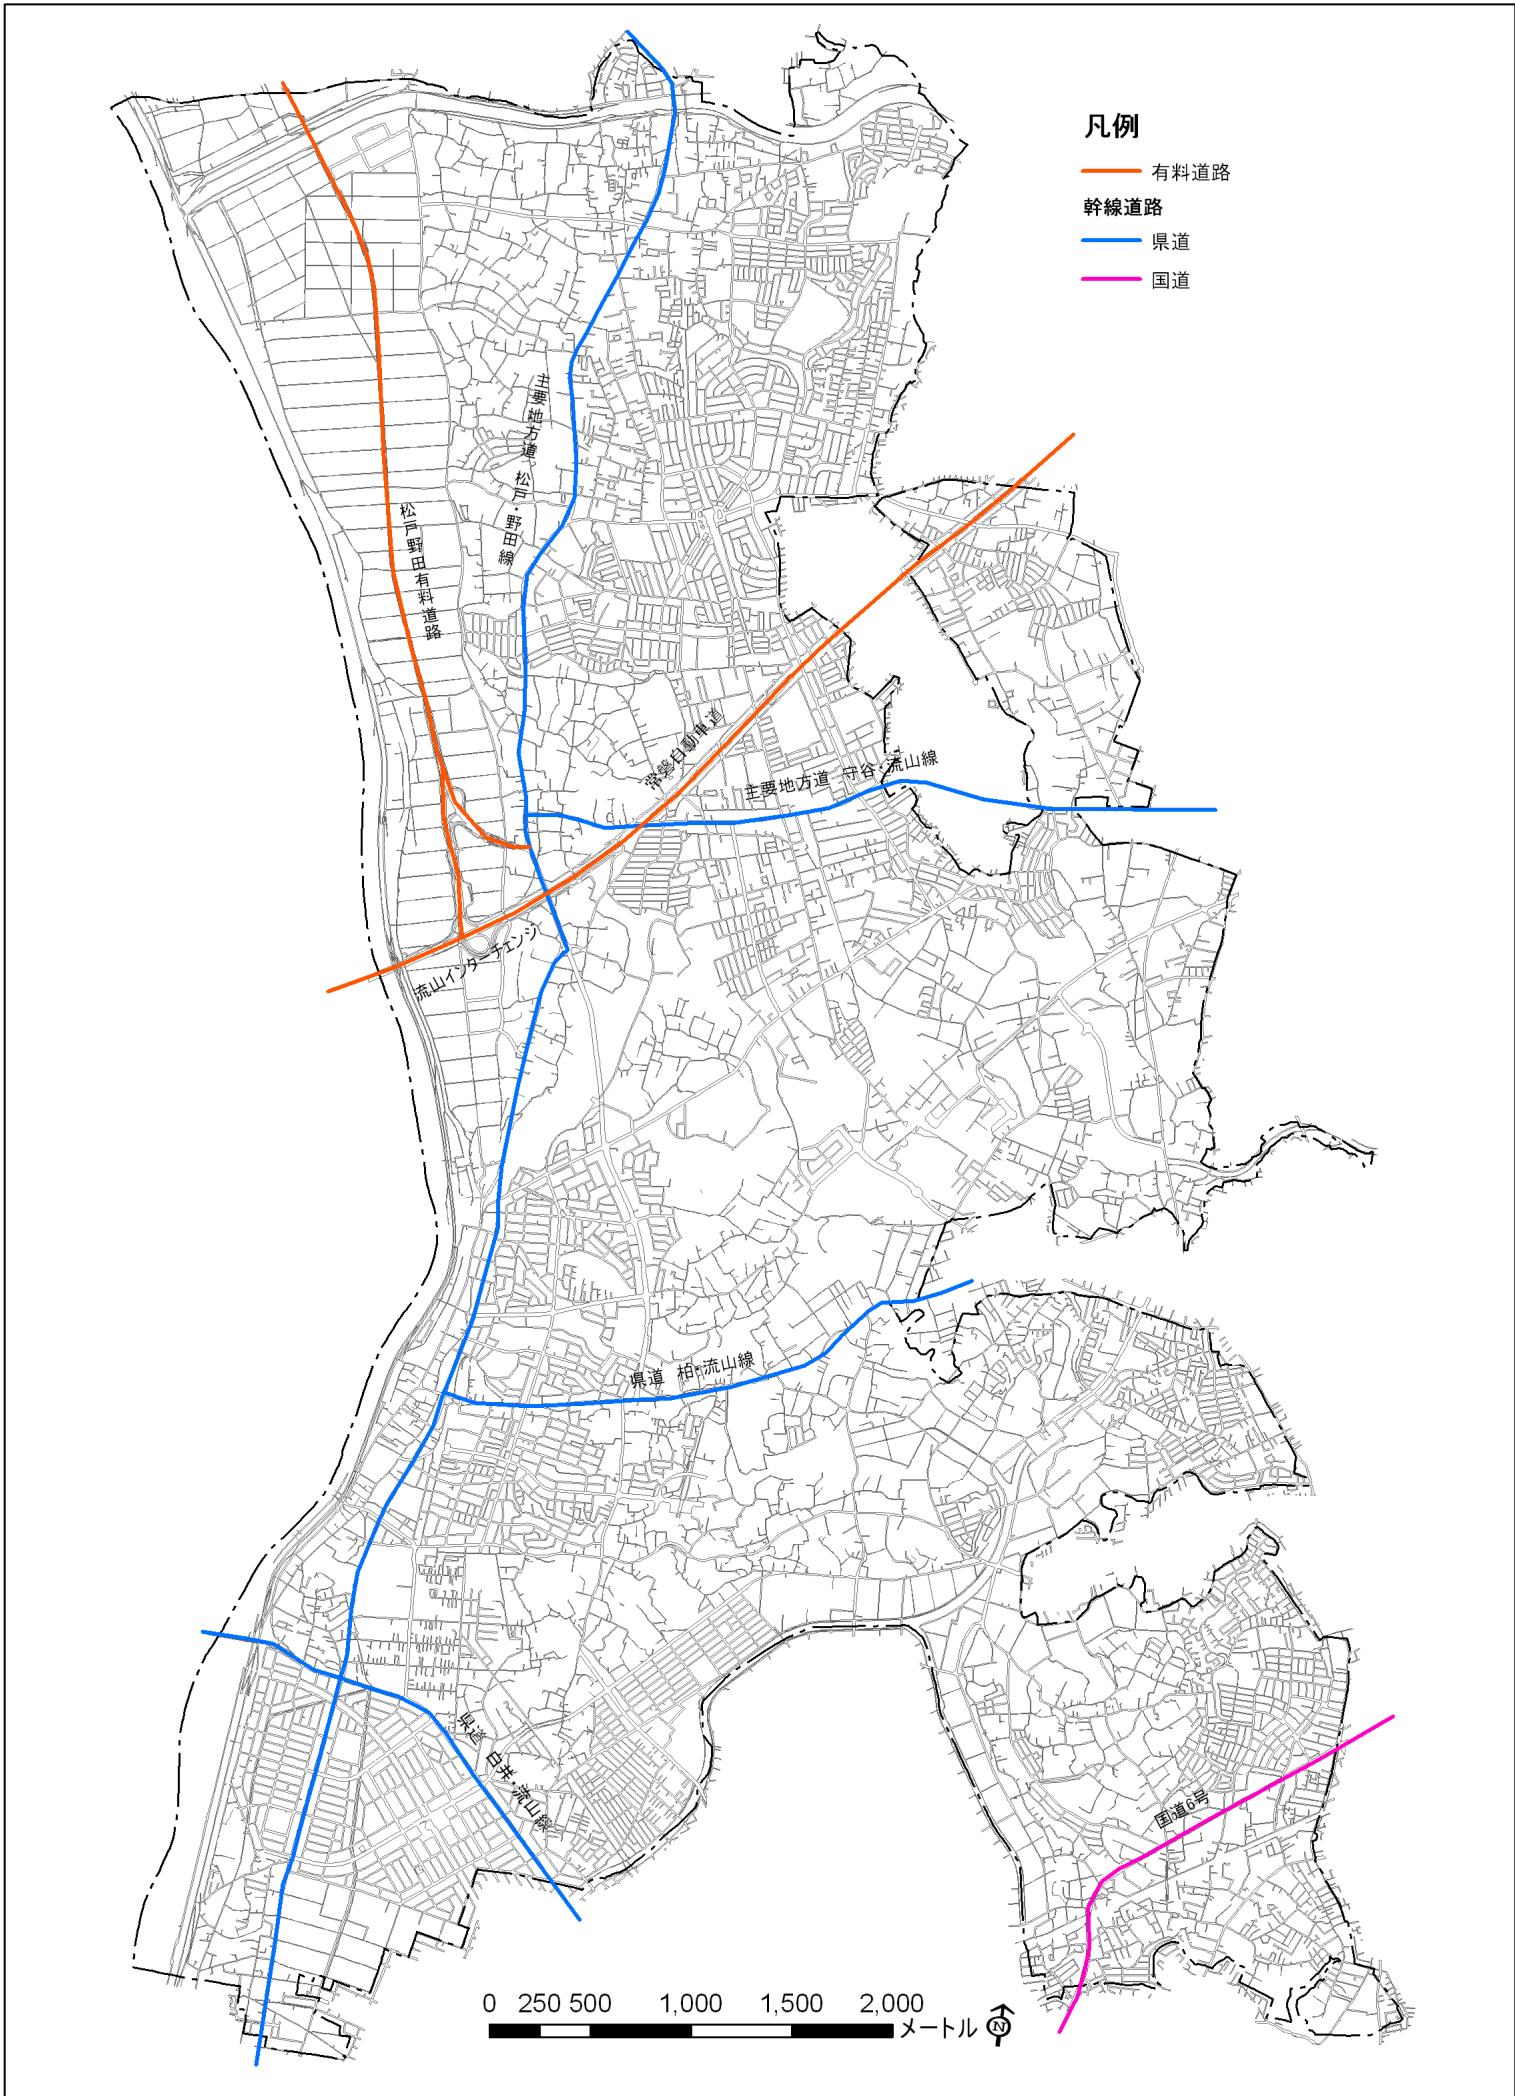 凡例
有料道路
幹線道路
県道
国道
主要地方道 松戸・野田線
松戸野田有料道路
常磐自動車道
主要地方道 守谷・流山線
流山インターチェンジ
県道 柏・流山線
県道 白井・流山線
国道6号
0 250 500 1,000 1,500 2,000
メートル
N